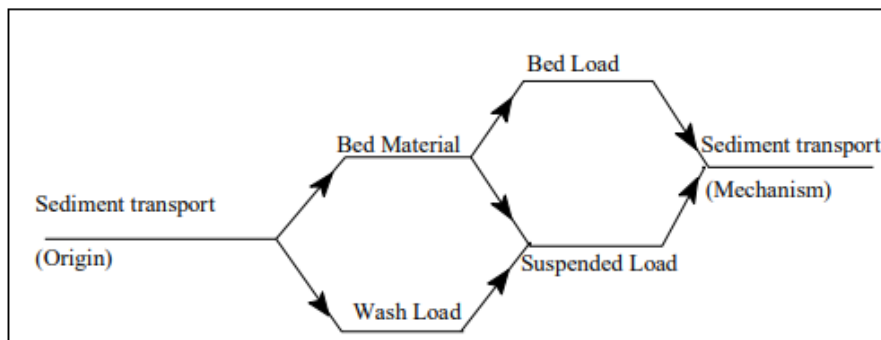 Bed Load
Bed Material
Sediment transport
(Mechanism)
Sediment transport
(Origin)
Suspended Load
Wash Load